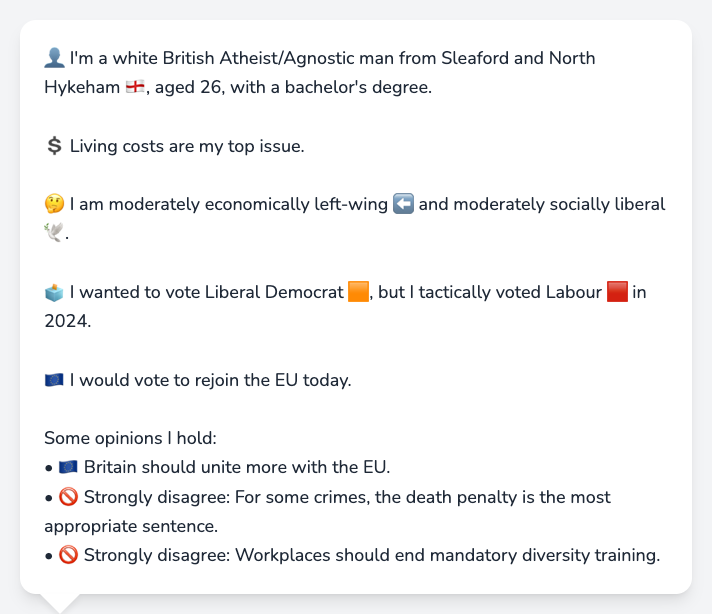 👤 I'm a white British Atheist/Agnostic man from Sleaford and North
Hykeham 🏴󠁧󠁢󠁥󠁮󠁧󠁿, aged 26, with a bachelor's degree.
💲 Living costs are my top issue.
🤔 I am moderately economically left-wing ⬅️ and moderately socially liberal
🕊️.
🗳️ I wanted to vote Liberal Democrat 🟧, but I tactically voted Labour 🟥 in
2024.
🇪🇺 I would vote to rejoin the EU today.
Some opinions I hold:
• 🇪🇺 Britain should unite more with the EU.
• 🚫 Strongly disagree: For some crimes, the death penalty is the most
appropriate sentence.
• 🚫 Strongly disagree: Workplaces should end mandatory diversity training.